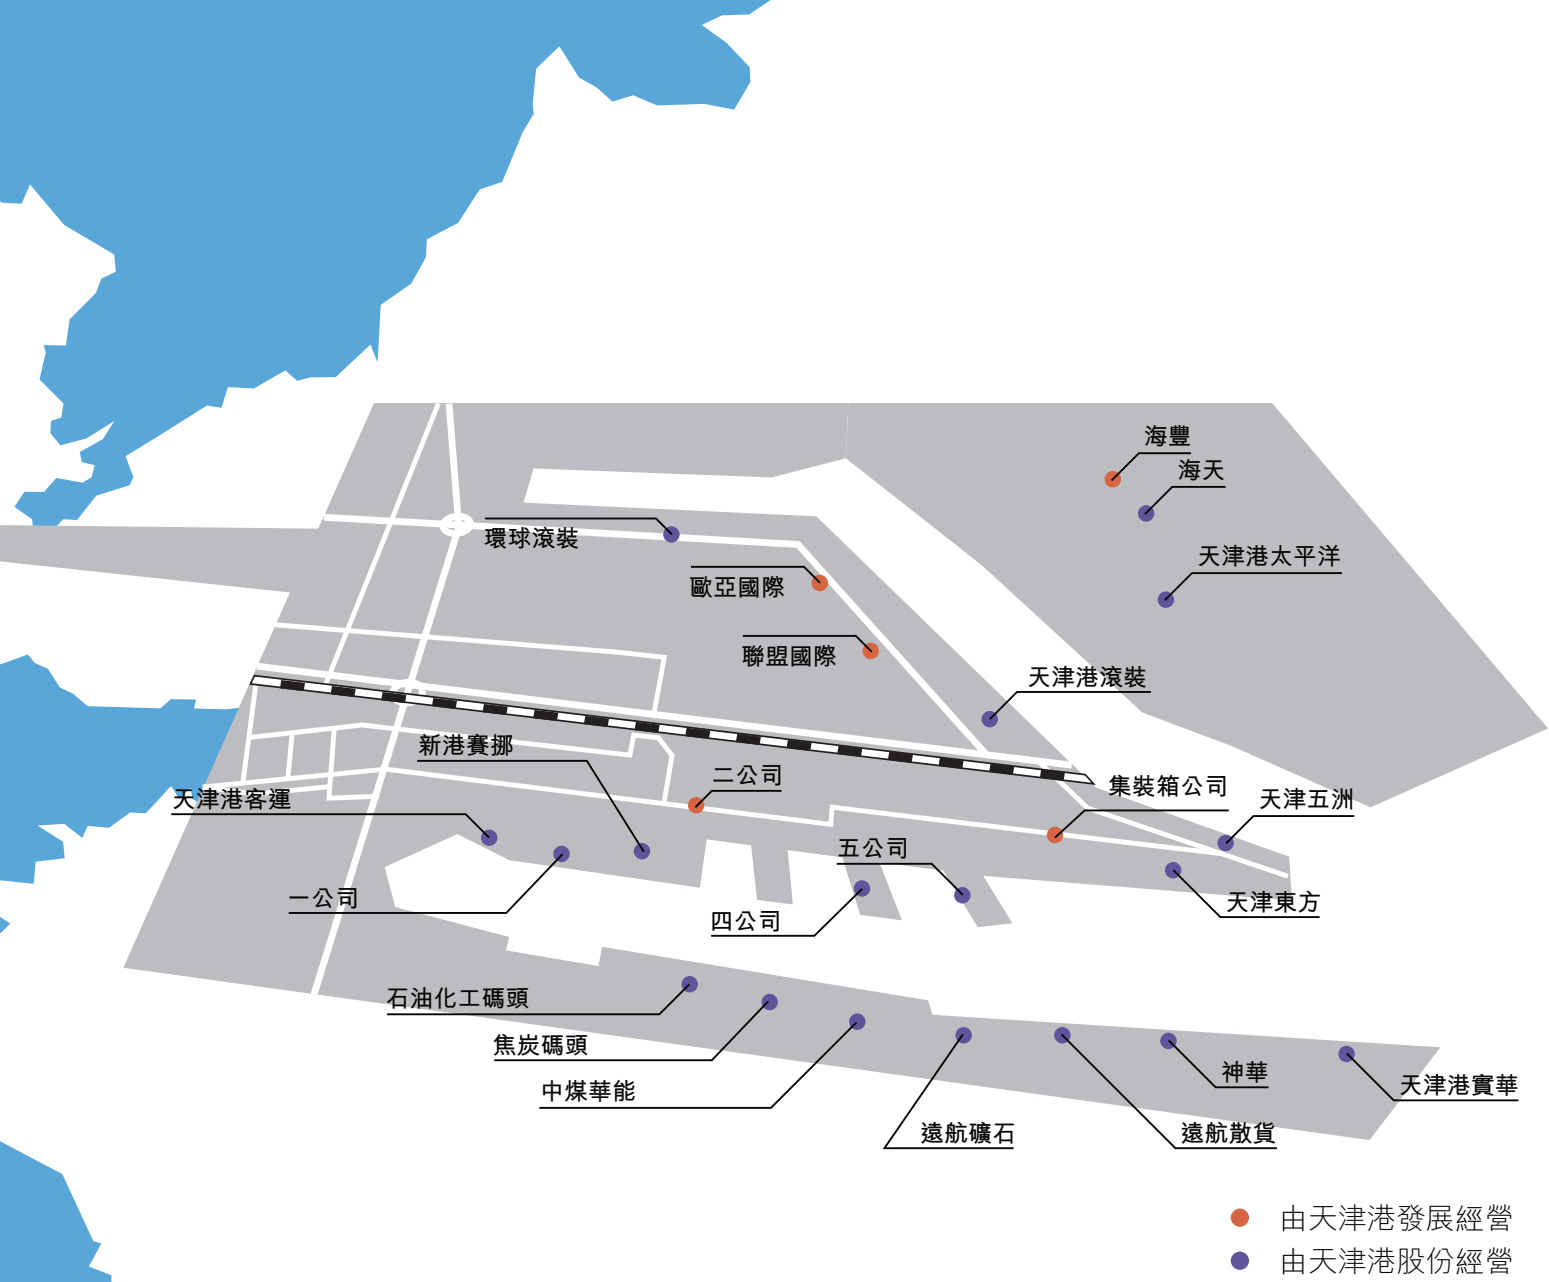 海豐
海天
環球滾裝
天津港太平洋
歐亞國際
聯盟國際
天津港滾裝
新港賽挪
二公司
集裝箱公司
天津港客運
天津五洲
五公司
一公司
天津東方
四公司
石油化工碼頭
焦炭碼頭
神華
天津港實華
中煤華能
遠航礦石
遠航散貨
由天津港發展經營
由天津港股份經營